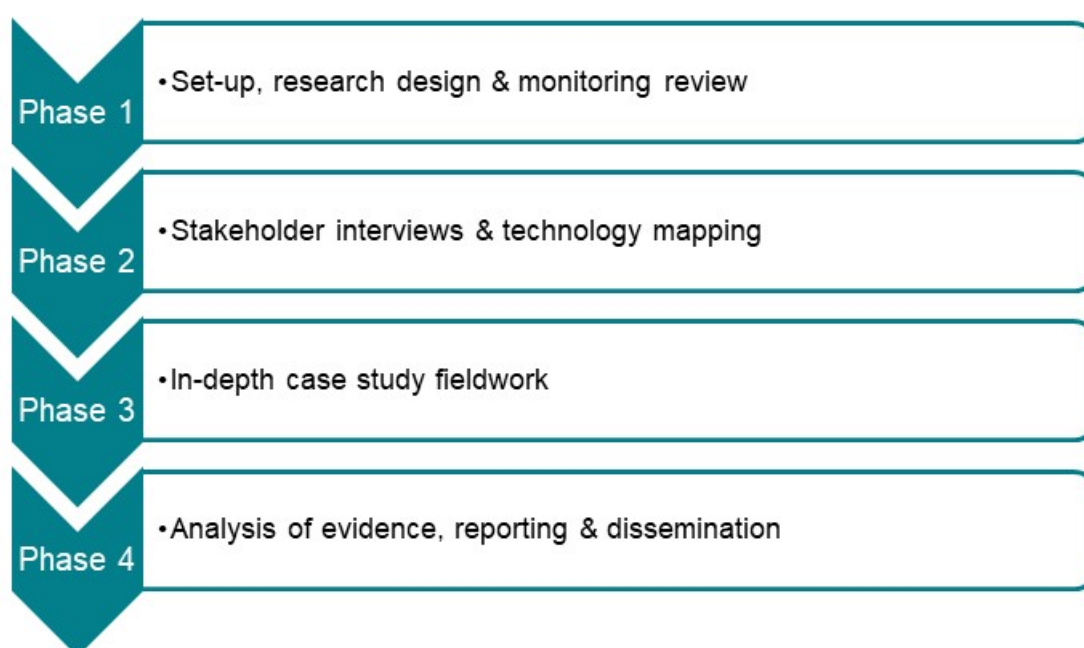 Phase 1
•Set-up, research design & monitoring review
Phase 2
•Stakeholder interviews & technology mapping
Phase 3
•In-depth case study fieldwork
Phase 4
•Analysis of evidence, reporting & dissemination